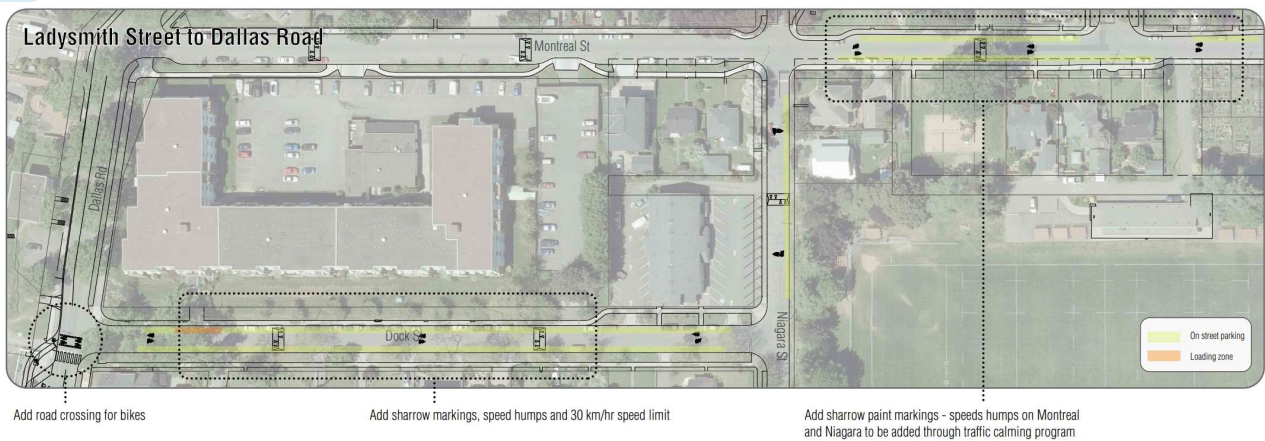 Ladysmith Street to Dallas Road
Montreal St
Dallas Rd
Dock St
Niagara St
On street parking
Loading zone
Add road crossing for bikes
Add sharrow markings, speed humps and 30 km/hr speed limit
Add sharrow paint markings - speeds humps on Montreal
and Niagara to be added through traffic calming program